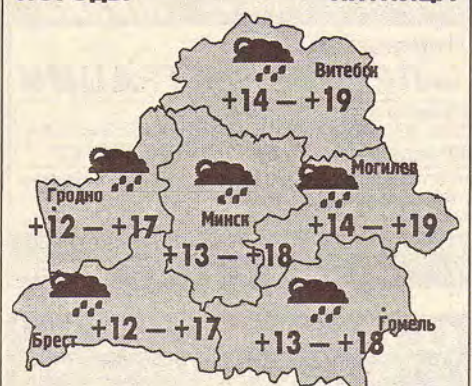 Витебск
+14 – +19
Могилев
+14 – +19
Гродно
+12 – +17
Минск
+13 – +18
Брест
+12 – +17
Гомель
+13 – +18